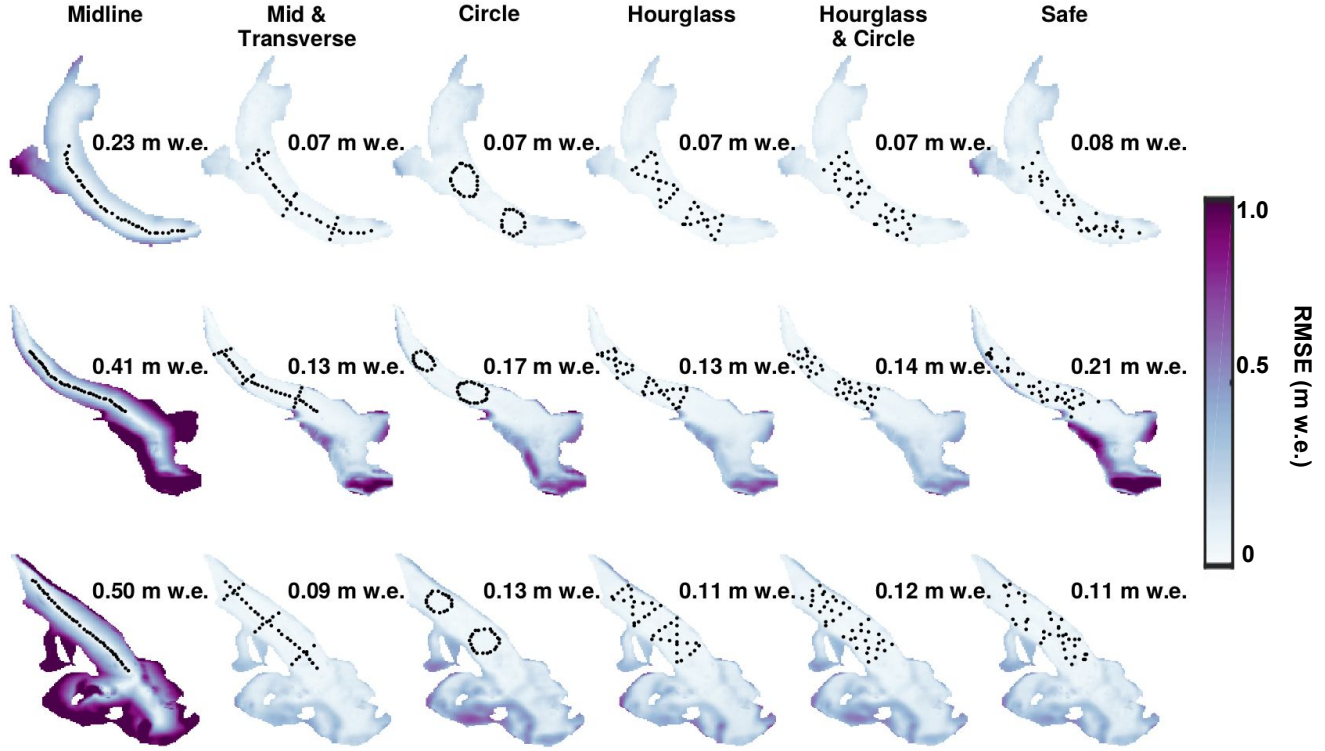 Midline
Mid &
Transverse
Circle
Hourglass
Hourglass
& Circle
Safe
0.23 m w.e.
0.07 m w.e.
0.07 m w.e.
0.07 m w.e.
0.07 m w.e.
0.08 m w.e.
0.41 m w.e.
0.13 m w.e.
0.17 m w.e.
0.13 m w.e.
0.14 m w.e.
0.21 m w.e.
0.50 m w.e.
0.09 m w.e.
0.13 m w.e.
0.11 m w.e.
0.12 m w.e.
0.11 m w.e.
1.0
0.5
0
RMSE (m w.e.)